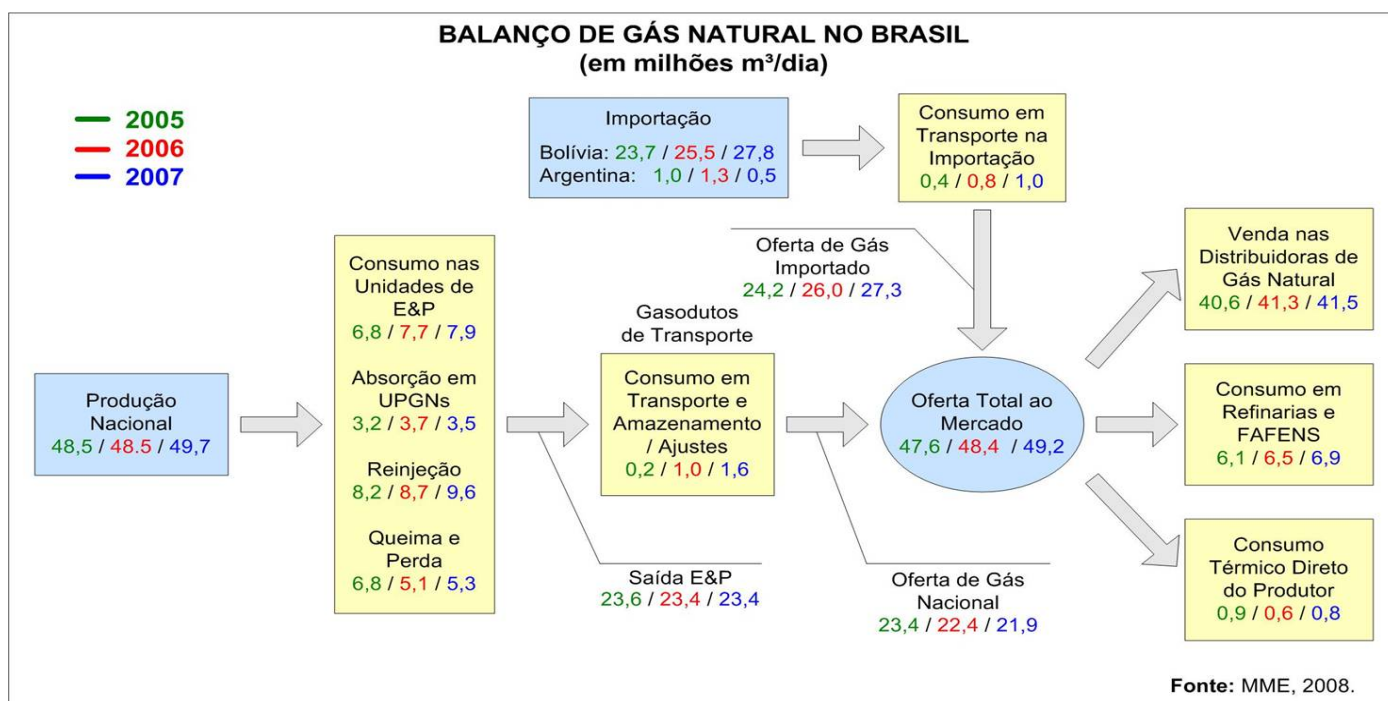 BALANÇO DE GÁS NATURAL NO BRASIL
(em milhões m³/dia)
2005
2006
2007
Importação
Bolívia: 23,7 / 25,5 / 27,8
Argentina: 1,0 / 1,3 / 0,5
Consumo em
Transporte na
Importação
0,4 / 0,8 / 1,0
Oferta de Gás
Importado
24,2 / 26,0 / 27,3
Produção
Nacional
48,5 / 48.5 / 49,7
Consumo nas
Unidades de
E&P
6,8 / 7,7 / 7,9
Absorção em
UPGNs
3,2 / 3,7 / 3,5
Reinjeção
8,2 / 8,7 / 9,6
Queima e
Perda
6,8 / 5,1 / 5,3
Saída E&P
23,6 / 23,4 / 23,4
Gasodutos
de Transporte
Consumo em
Transporte e
Amazenamento
/ Ajustes
0,2 / 1,0 / 1,6
Oferta de Gás
Nacional
23,4 / 22,4 / 21,9
Oferta Total ao
Mercado
47,6 / 48,4 / 49,2
Venda nas
Distribuidoras de
Gás Natural
40,6 / 41,3 / 41,5
Consumo em
Refinarias e
FAFENS
6,1 / 6,5 / 6,9
Consumo
Térmico Direto
do Produtor
0,9 / 0,6 / 0,8
Fonte: MME, 2008.